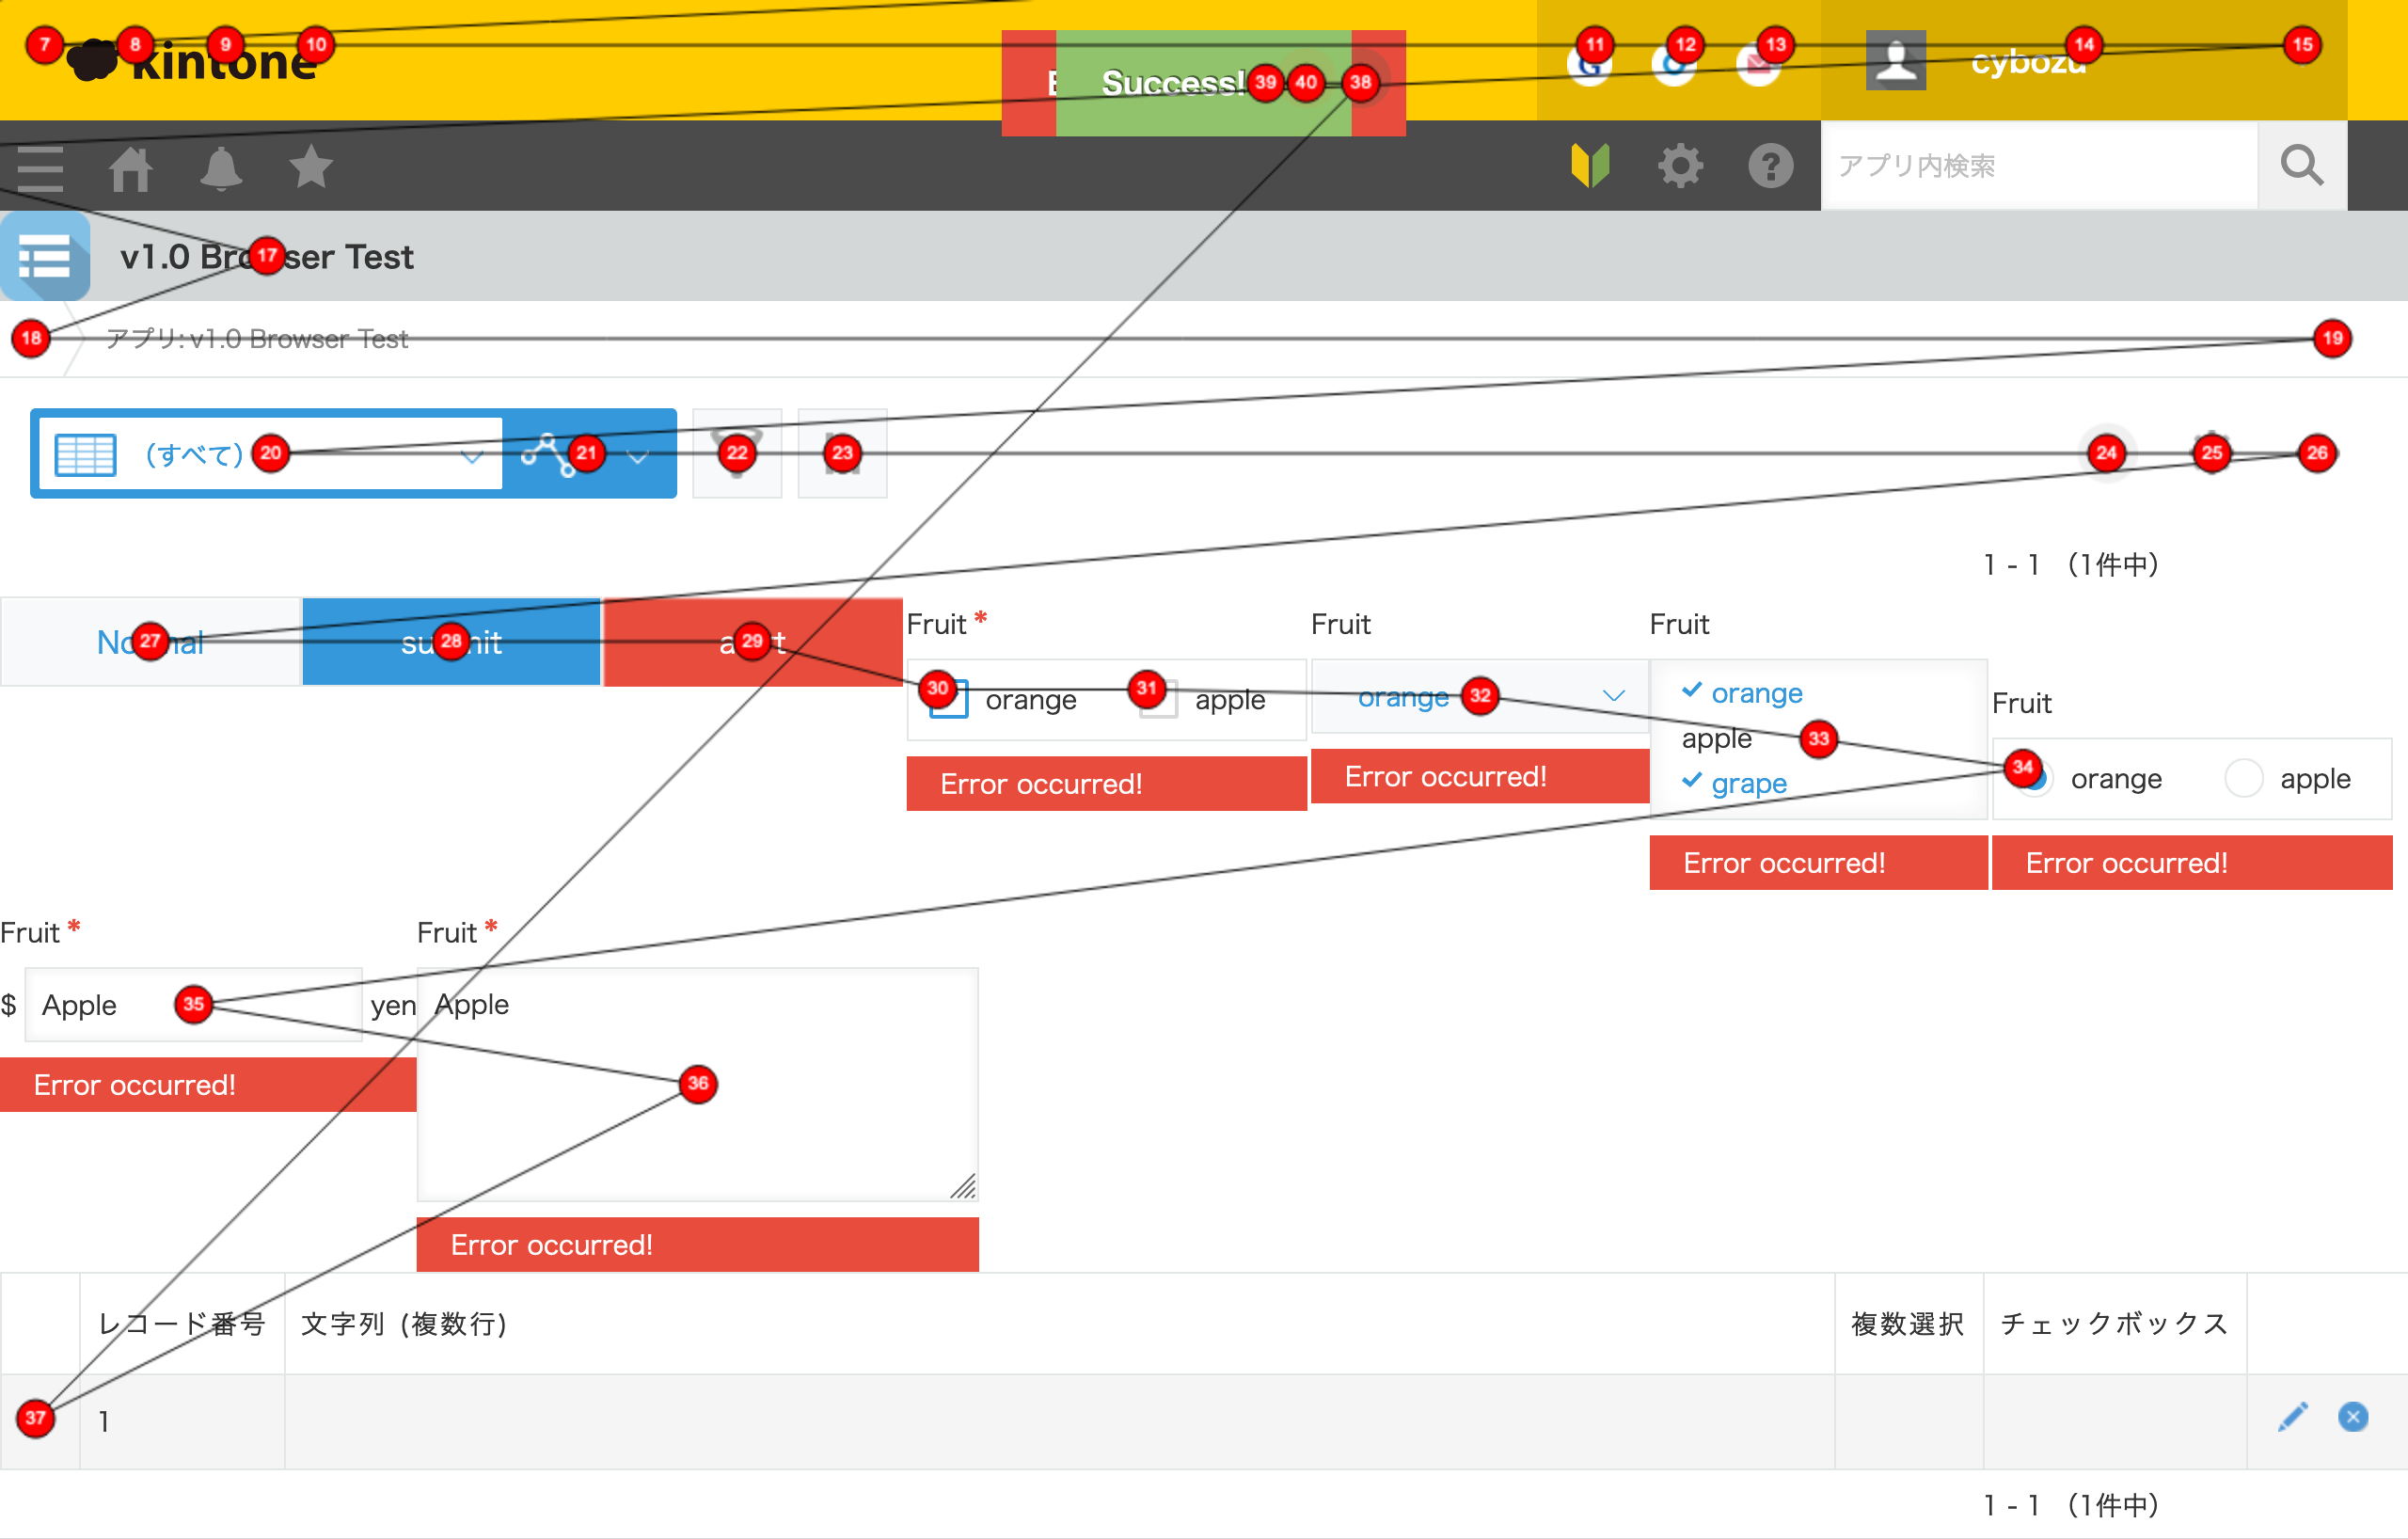 7 8 9 10 11 12 13 14 15
kintone
Success! 39 40 38
cybozu
アプリ内検索
v1.0 Browser Test
17
18 アプリ: v1.0 Browser Test 19
(すべて) 20 21 22 23 24 25 26
1 - 1 (1件中)
Normal 27
submit 28
alert 29
Fruit *
30 orange 31 apple
Error occurred!
Fruit
orange 32
Error occurred!
Fruit
orange
apple 33
grape
Error occurred!
Fruit
34 orange apple
Error occurred!
Fruit *
$ Apple 35 yen
Error occurred!
Fruit *
Apple
36
Error occurred!
レコード番号 文字列 (複数行) 複数選択 チェックボックス
37 1
1 - 1 (1件中)